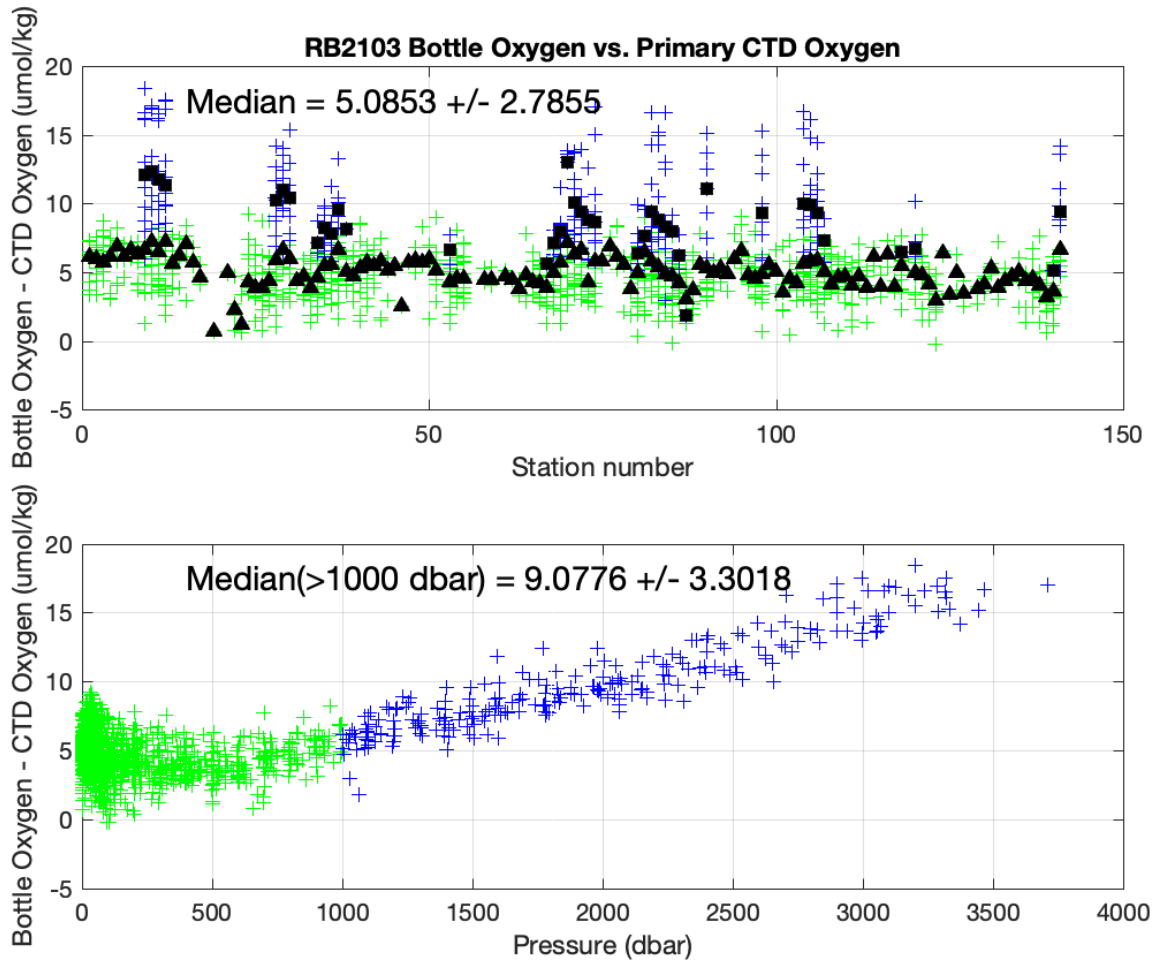 RB2103 Bottle Oxygen vs. Primary CTD Oxygen
Bottle Oxygen - CTD Oxygen (umol/kg)
Median = 5.0853 +/- 2.7855
20
15
10
5
0
-5
0 50 100 150
Station number
Bottle Oxygen - CTD Oxygen (umol/kg)
Median(>1000 dbar) = 9.0776 +/- 3.3018
20
15
10
5
0
-5
0 500 1000 1500 2000 2500 3000 3500 4000
Pressure (dbar)